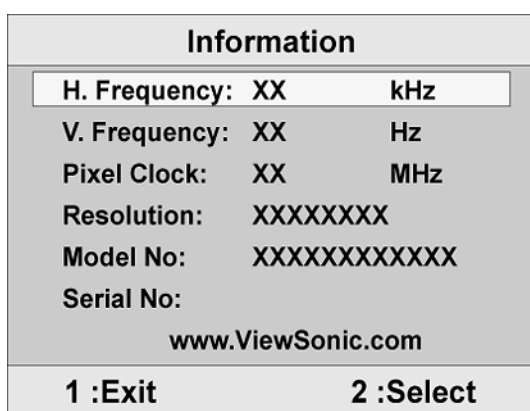 Information
H. Frequency: XX kHz
V. Frequency: XX Hz
Pixel Clock: XX MHz
Resolution: XXXXXXXX
Model No: XXXXXXXXXXXX
Serial No:
www.ViewSonic.com
1 :Exit 2 :Select